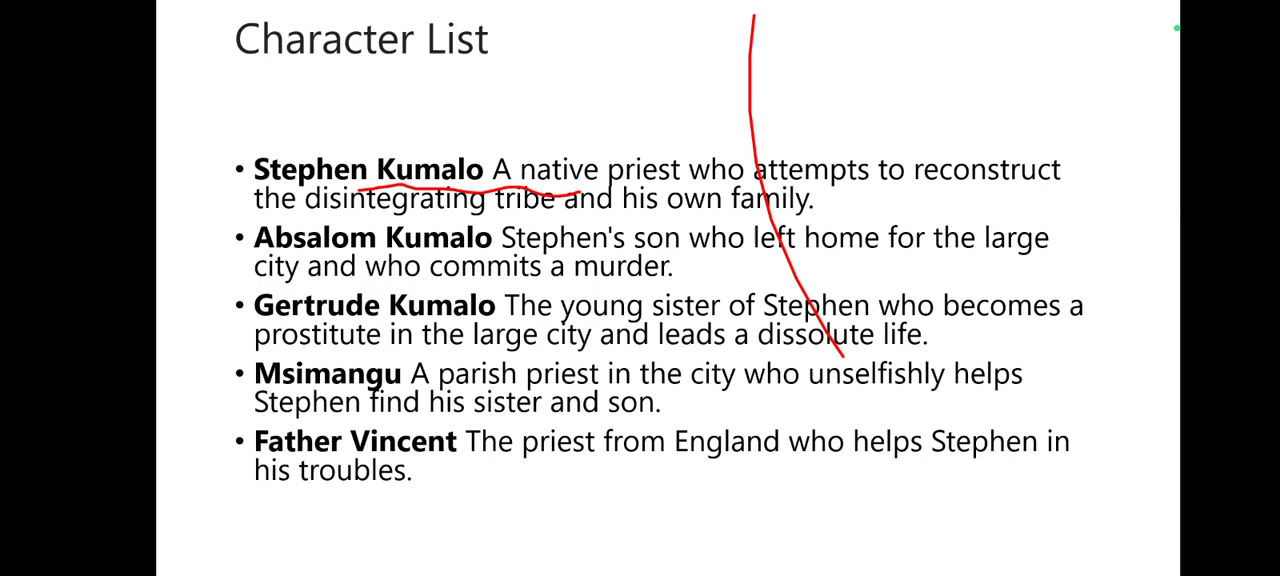 Character List
• Stephen Kumalo A native priest who attempts to reconstruct
the disintegrating tribe and his own family.
• Absalom Kumalo Stephen's son who left home for the large
city and who commits a murder.
• Gertrude Kumalo The young sister of Stephen who becomes a
prostitute in the large city and leads a dissolute life.
• Msimangu A parish priest in the city who unselfishly helps
Stephen find his sister and son.
• Father Vincent The priest from England who helps Stephen in
his troubles.